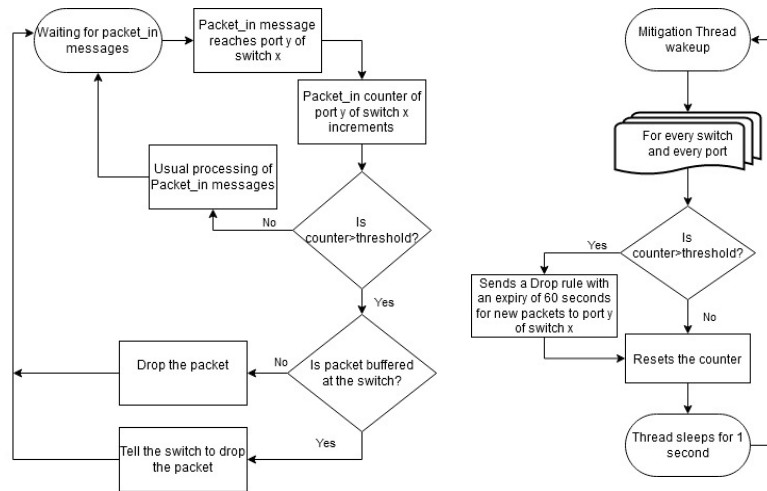 Waiting for packet_in
messages
Packet_in message
reaches port y of
switch x
Packet_in counter of
port y of switch x
increments
Usual processing of
Packet_in messages
No
Is
counter>threshold?
Yes
Is packet buffered
at the switch?
No
Drop the packet
Yes
Tell the switch to drop
the packet
Mitigation Thread
wakeup
For every switch
and every port
Is
counter>threshold?
Yes
Sends a Drop rule with
an expiry of 60 seconds
for new packets to port y
of switch x
No
Resets the counter
Thread sleeps for 1
second